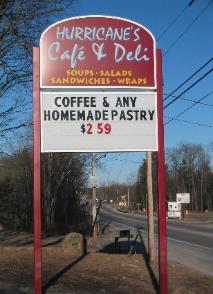 HURRICANE'S
Café & Deli
SOUPS · SALADS
SANDWICHES · WRAPS
COFFEE & ANY
HOMEMADE PASTRY
$2 59